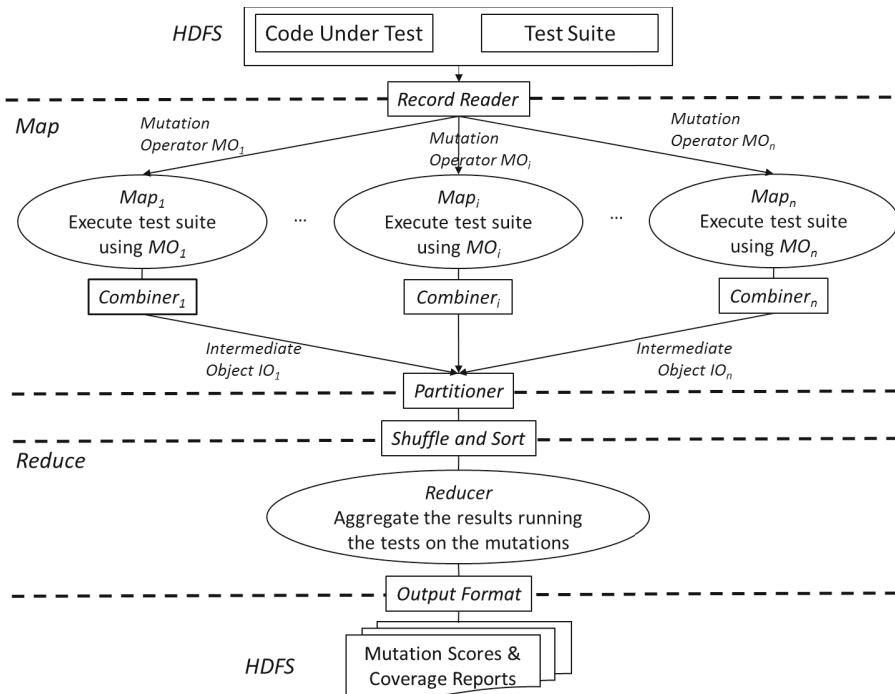 HDFS
Code Under Test
Test Suite
Record Reader
Map
Mutation
Operator MO1
Mutation
Operator MOi
Mutation
Operator MOn
Map1
Execute test suite
using MO1
...
Mapi
Execute test suite
using MOi
...
Mapn
Execute test suite
using MOn
Combiner1
Combineri
Combinern
Intermediate
Object IO1
Intermediate
Object IOn
Partitioner
Shuffle and Sort
Reduce
Reducer
Aggregate the results running
the tests on the mutations
Output Format
HDFS
Mutation Scores &
Coverage Reports